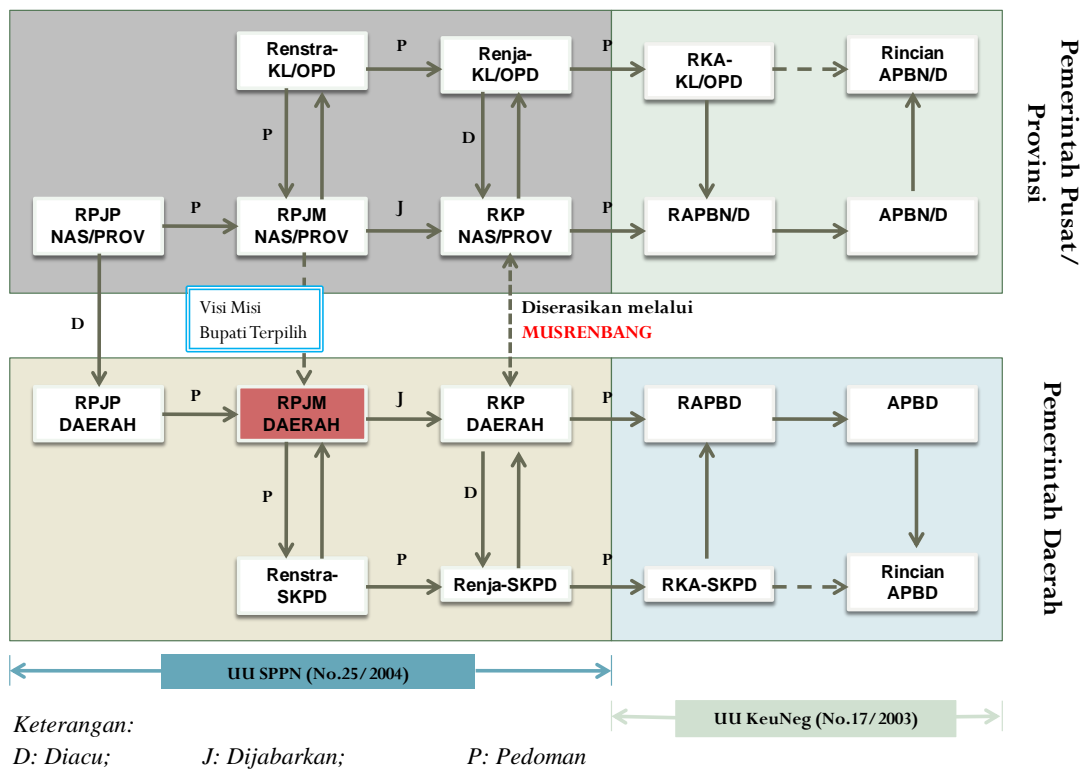 Renstra-
KL/OPD
P
Renja-
KL/OPD
P
RKA-
KL/OPD
Rincian
APBN/D
P
D
RPJP
NAS/PROV
P
RPJM
NAS/PROV
J
RKP
NAS/PROV
P
RAPBN/D
APBN/D
Pemerintah Pusat/
Provinsi
D
Visi Misi
Bupati Terpilih
Diserasikan melalui
MUSRENBANG
RPJP
DAERAH
P
RPJM
DAERAH
J
RKP
DAERAH
P
RAPBD
APBD
P
D
Renstra-
SKPD
P
Renja-SKPD
P
RKA-SKPD
Rincian
APBD
Pemerintah Daerah
UU SPPN (No.25/2004)
UU KeuNeg (No.17/2003)
Keterangan:
D: Diacu; J: Dijabarkan; P: Pedoman